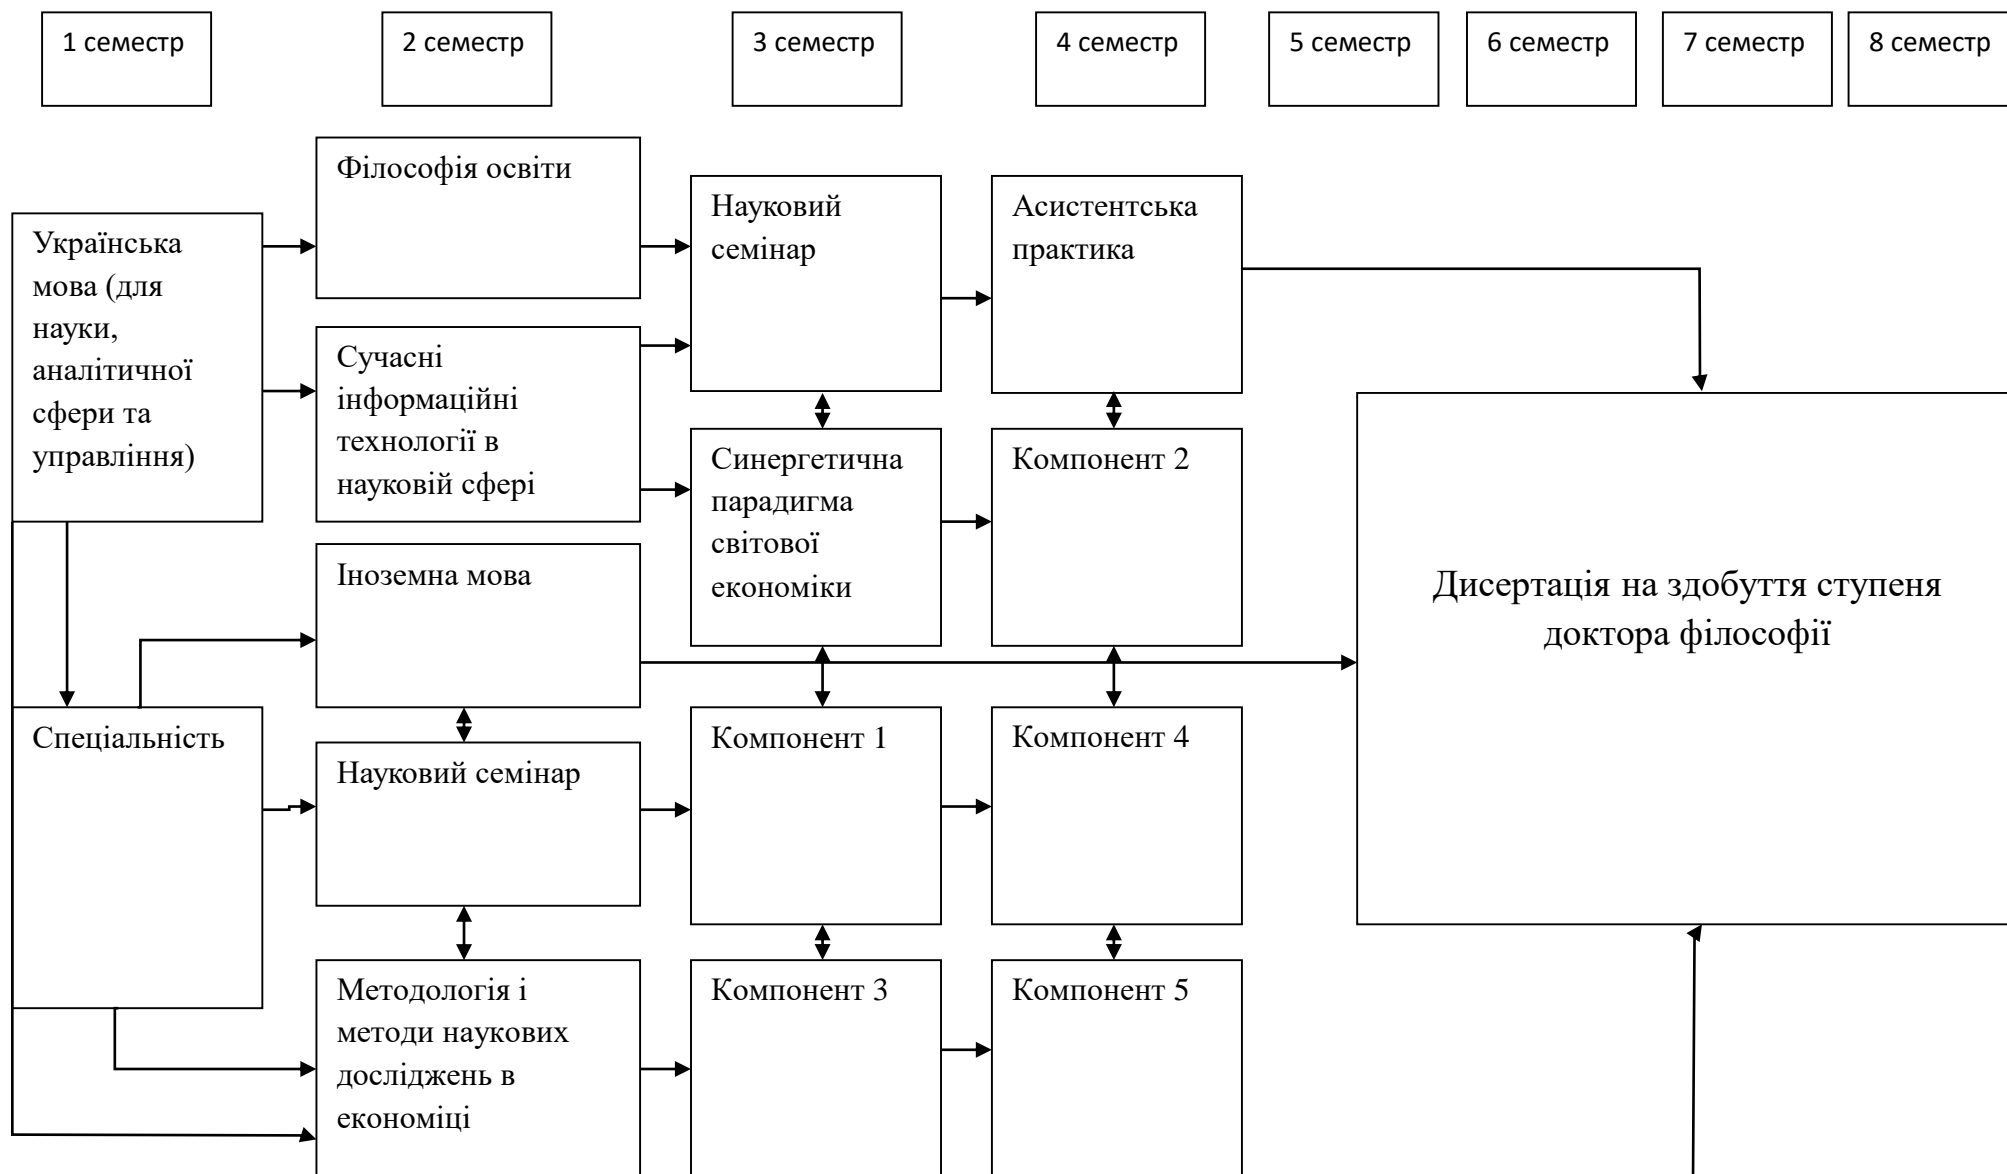 1 семестр
2 семестр
3 семестр
4 семестр
5 семестр
6 семестр
7 семестр
8 семестр
Українська
мова (для
науки,
аналітичної
сфери та
управління)
Спеціальність
Філософія освіти
Сучасні
інформаційні
технології в
науковій сфері
Іноземна мова
Науковий семінар
Методологія і
методи наукових
досліджень в
економіці
Науковий
семінар
Синергетична
парадигма
світової
економіки
Компонент 1
Компонент 3
Асистентська
практика
Компонент 2
Компонент 4
Компонент 5
Дисертація на здобуття ступеня
доктора філософії